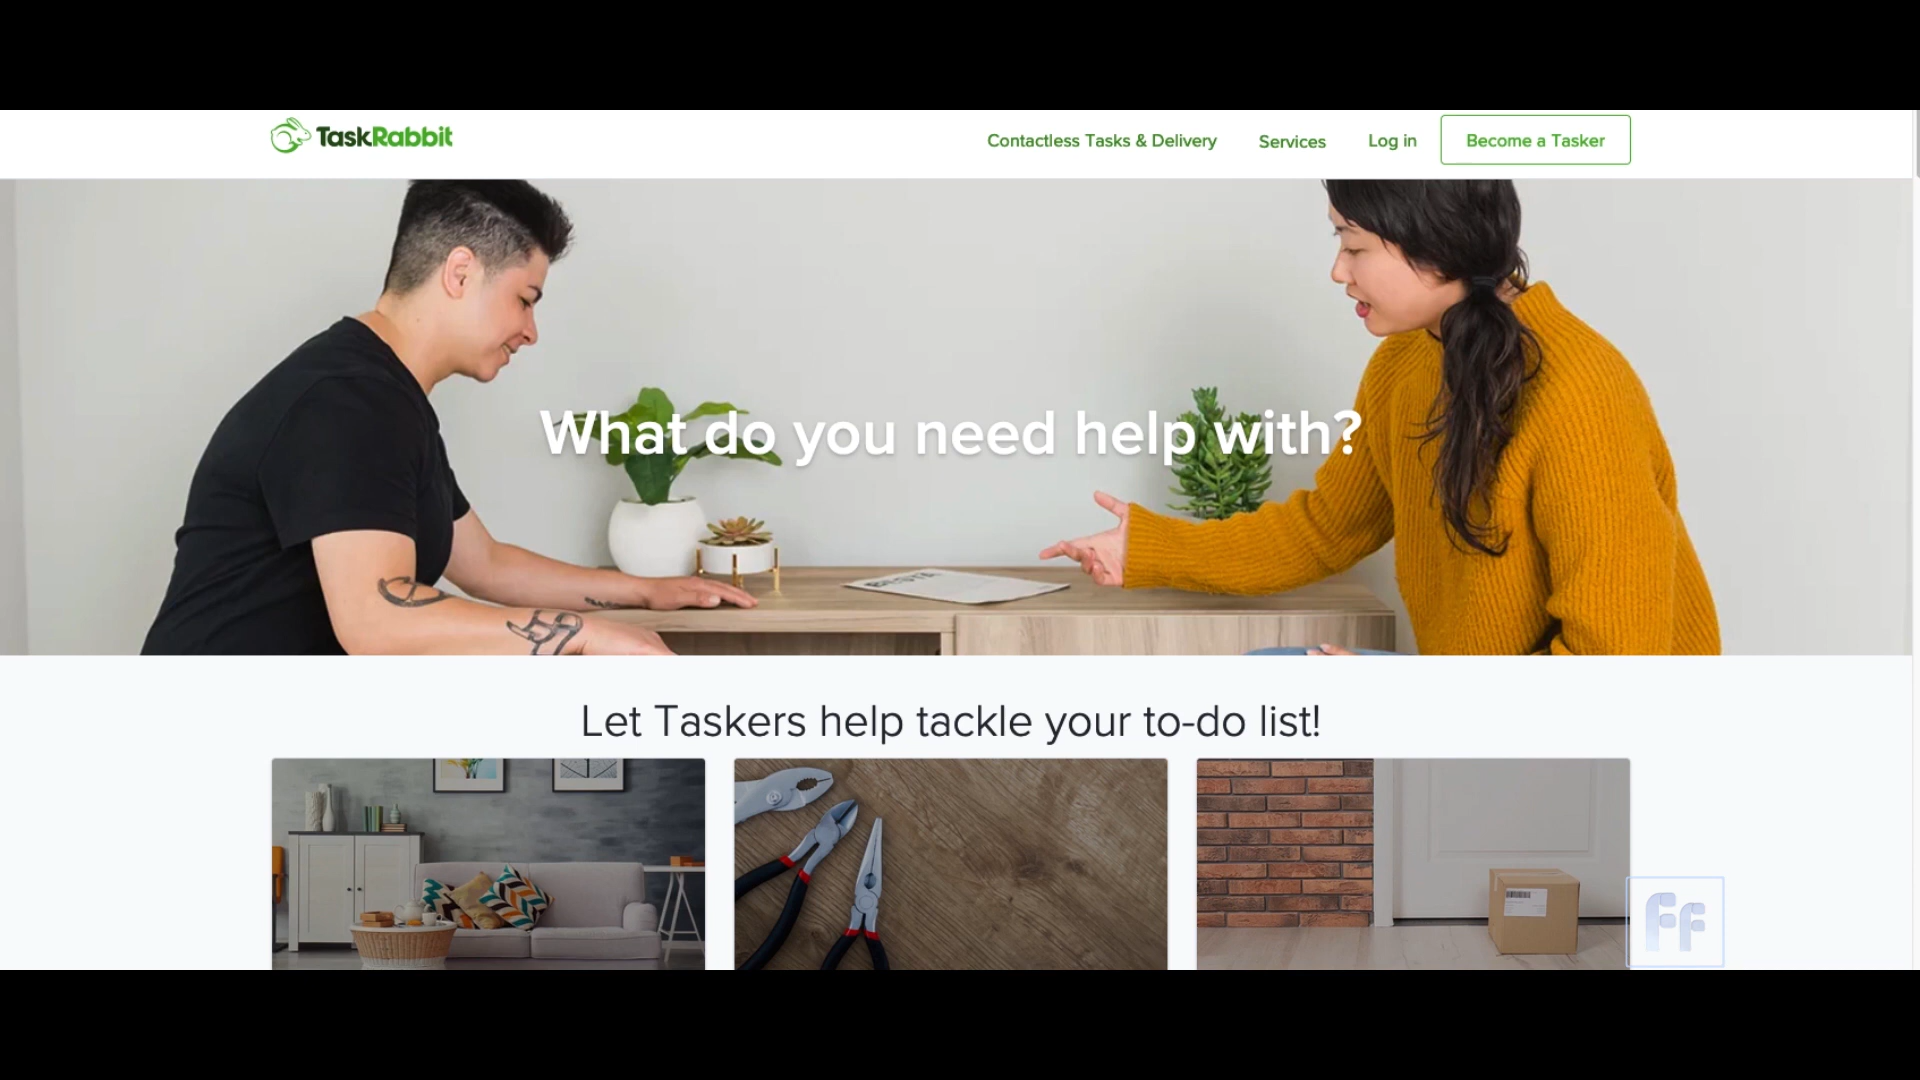 TaskRabbit
Contactless Tasks & Delivery
Services
Log in
Become a Tasker
What do you need help with?
Let Taskers help tackle your to-do list!
FF